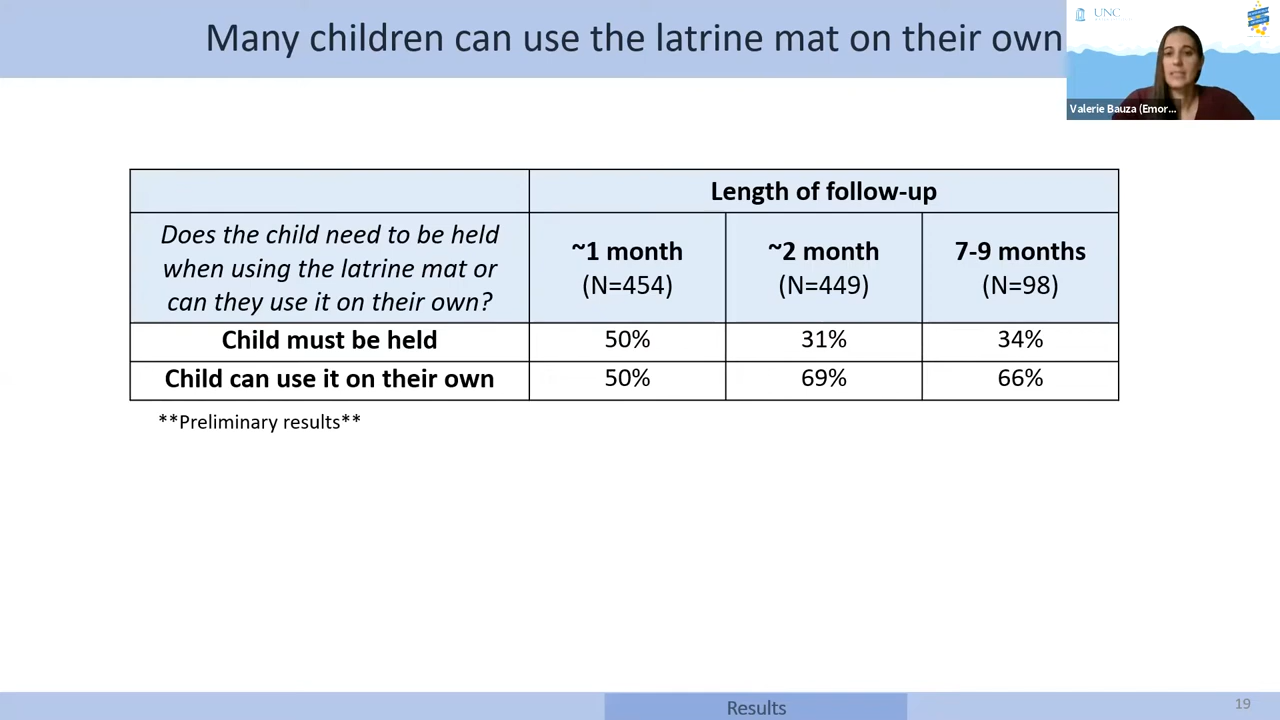 Many children can use the latrine mat on their own
UNC
Valerie Bauza (Emor...
Length of follow-up
Does the child need to be held
when using the latrine mat or
can they use it on their own?
~1 month
(N=454)
~2 month
(N=449)
7-9 months
(N=98)
Child must be held 50% 31% 34%
Child can use it on their own 50% 69% 66%
**Preliminary results**
Results
19